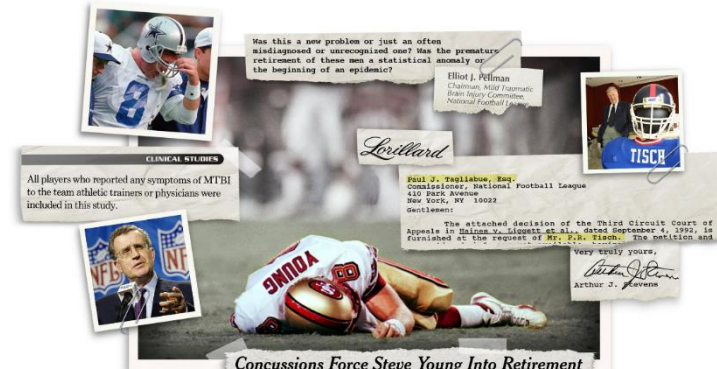 Was this a new problem or just an often
misdiagnosed or unrecognized one? Was the premature
retirement of these men a statistical anomaly or
the beginning of an epidemic?
Elliot J. Pellman
Chairman, Mild Traumatic
Brain Injury Committee,
National Football League
8
CLINICAL STUDIES
All players who reported any symptoms of MTBI
to the team athletic trainers or physicians were
included in this study.
Lorillard
TISCH
Paul J. Tagliabue, Esq.
Commissioner, National Football League
410 Park Avenue
New York, NY 10022
Gentlemen:
The attached decision of the Third Circuit Court of
Appeals in Haines v. Liggett et al., dated September 4, 1992, is
furnished at the request of Mr. P.R. Tisch. The petition and
Very truly yours,
Arthur J. Stevens
NFL
NF
YOUNG
8
Concussions Force Steve Young Into Retirement